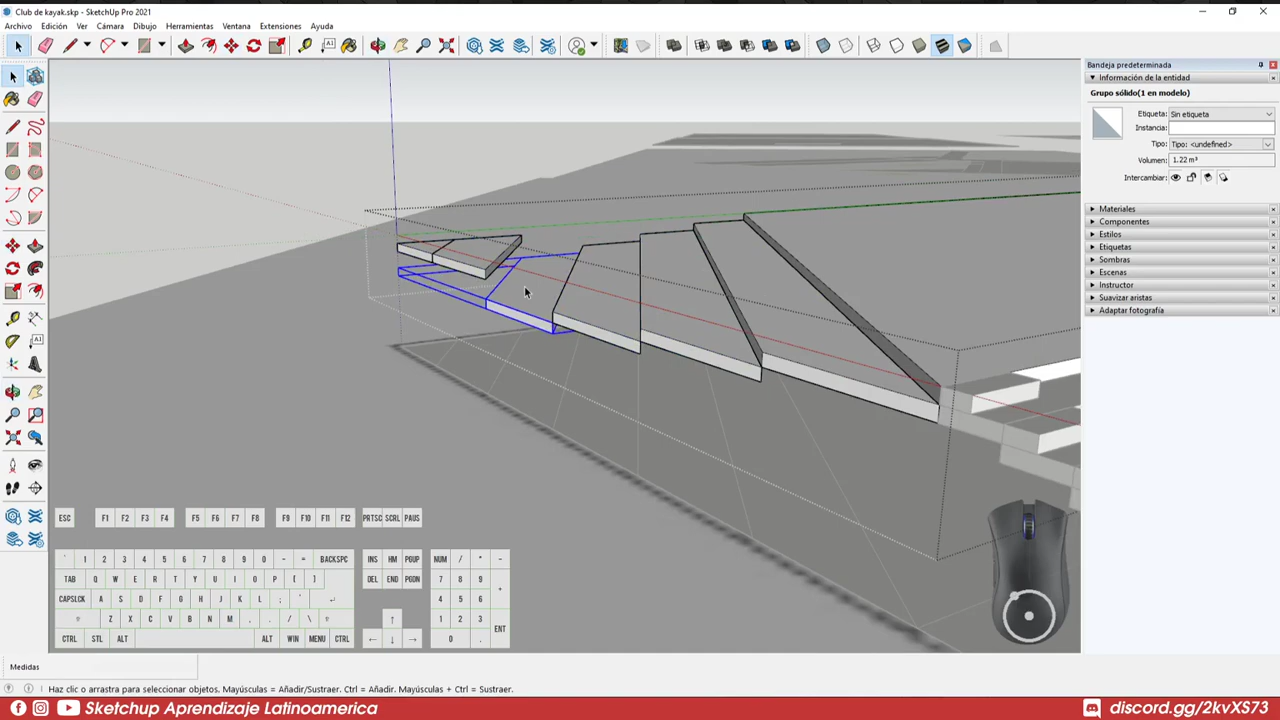 Club de kayak.skp - SketchUp Pro 2021
Archivo Edición Ver Cámara Dibujo Herramientas Ventana Extensiones Ayuda
Bandeja predeterminada
Información de la entidad
Grupo sólido(1 en modelo)
Etiqueta: Sin etiqueta
Instancia:
Tipo: Tipo: <undefined>
Volumen: 1.22 m³
Intercambiar:
Materiales
Componentes
Estilos
Etiquetas
Sombras
Escenas
Instructor
Suavizar aristas
Adaptar fotografía
ESC F1 F2 F3 F4 F5 F6 F7 F8 F9 F10 F11 F12 PRTSC SCRL PAUS
` 1 2 3 4 5 6 7 8 9 0 - = BACKSPC INS HM PGUP NUM / * -
TAB Q W E R T Y U I O P [ ] DEL END PGDN 7 8 9
CAPSLCK A S D F G H J K L ; ' 4 5 6 +
Z X C V B N M , . / 1 2 3
CTRL STL ALT ALT WIN MENU CTRL 0 . ENT
Medidas
Haz clic o arrastra para seleccionar objetos. Mayúsculas = Añadir/Sustraer. Ctrl = Añadir. Mayúsculas + Ctrl = Sustraer.
Sketchup Aprendizaje Latinoamerica
discord.gg/2kvXS73